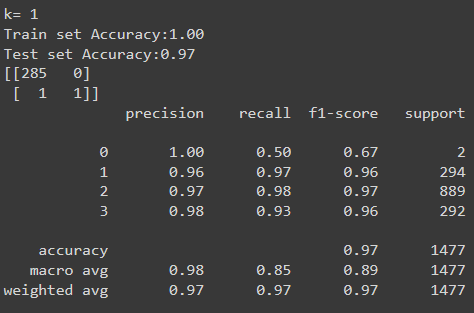 k= 1
Train set Accuracy:1.00
Test set Accuracy:0.97
[[285   0]
 [  1   1]]
              precision    recall  f1-score   support

           0       1.00      0.50      0.67         2
           1       0.96      0.97      0.96       294
           2       0.97      0.98      0.97       889
           3       0.98      0.93      0.96       292

    accuracy                           0.97      1477
   macro avg       0.98      0.85      0.89      1477
weighted avg       0.97      0.97      0.97      1477